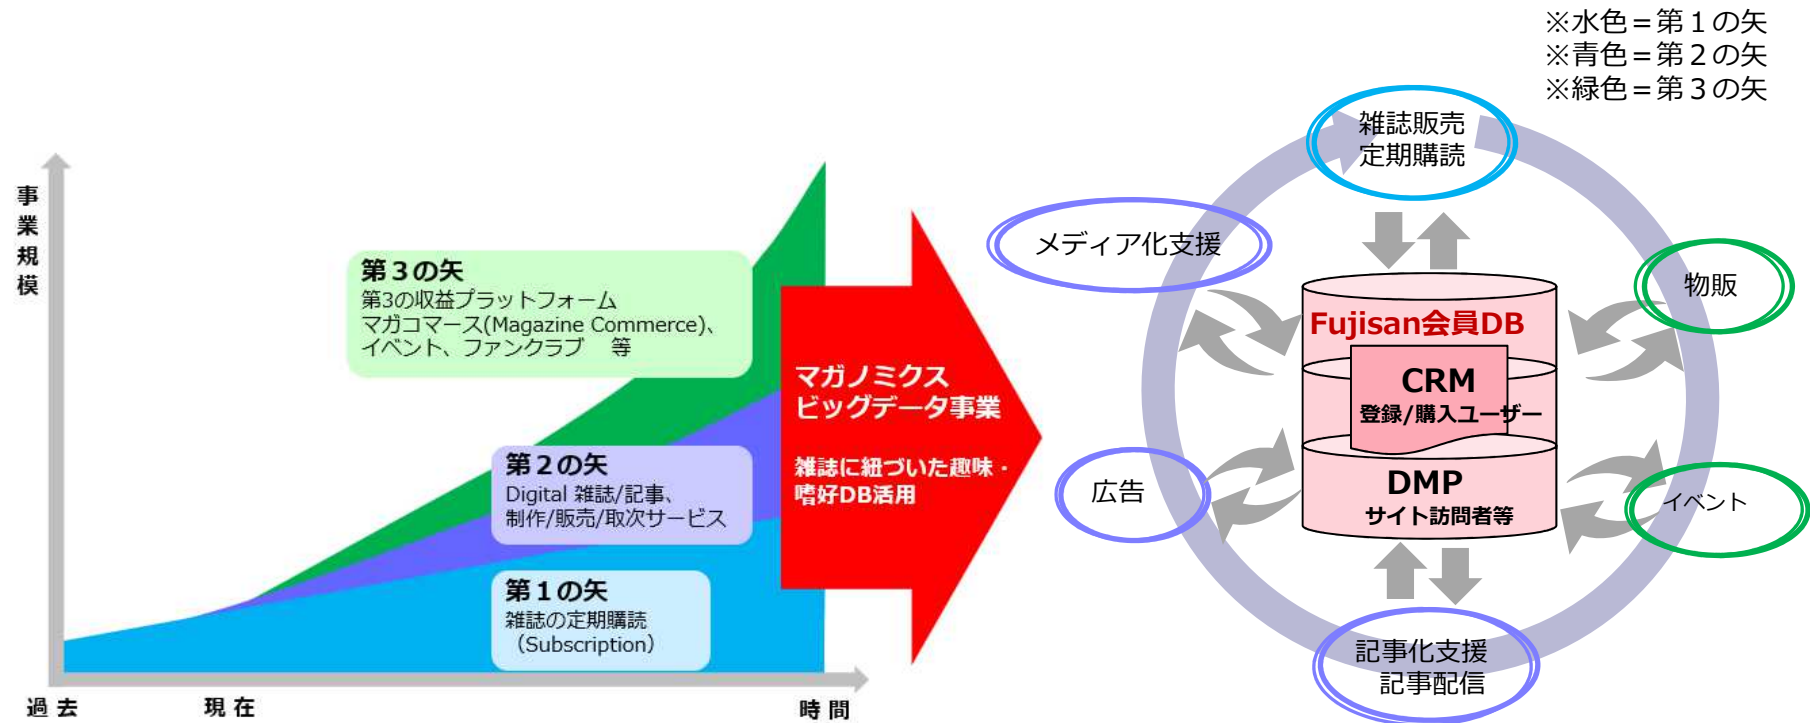 ※水色＝第１の矢
※青色＝第２の矢
※緑色＝第３の矢
事業規模
第３の矢
第3の収益プラットフォーム
マガコマース(Magazine Commerce)、
イベント、ファンクラブ　等
第２の矢
Digital 雑誌/記事、
制作/販売/取次サービス
第１の矢
雑誌の定期購読
（Subscription）
過 去
現 在
時 間
マガノミクス
ビッグデータ事業
雑誌に紐づいた趣味・
嗜好DB活用
雑誌販売
定期購読
メディア化支援
物販
Fujisan会員DB
CRM
登録/購入ユーザー
広告
DMP
サイト訪問者等
イベント
記事化支援
記事配信